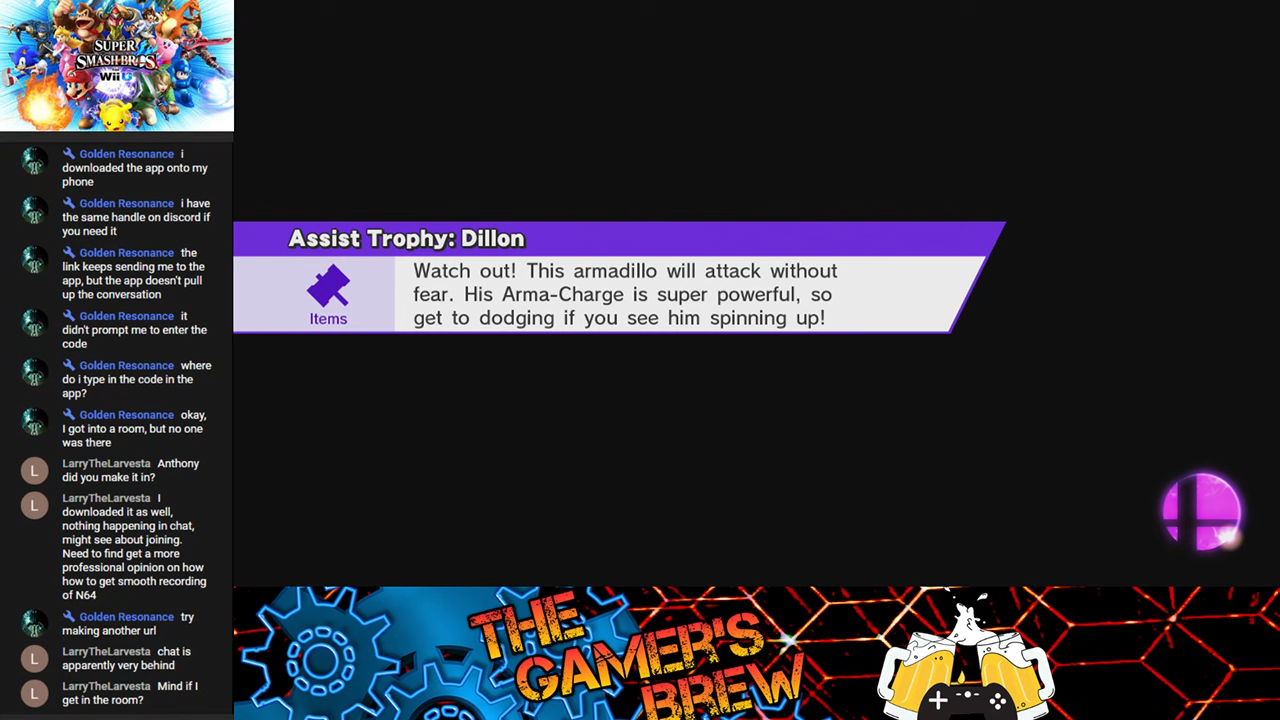 SUPER
SMASH BROS.
WiiU
Golden Resonance i
downloaded the app onto my
phone
Golden Resonance i have
the same handle on discord if
you need it
Golden Resonance the
link keeps sending me to the
app, but the app doesn't pull
up the conversation
Golden Resonance it
didn't prompt me to enter the
code
Golden Resonance where
do i type in the code in the
app?
Golden Resonance okay,
I got into a room, but no one
was there
L
LarryTheLarvesta Anthony
did you make it in?
L
LarryTheLarvesta I
downloaded it as well,
nothing happening in chat,
might see about joining.
Need to find get a more
professional opinion on how
how to get smooth recording
of N64
Golden Resonance try
making another url
L
LarryTheLarvesta chat is
apparently very behind
L
LarryTheLarvesta Mind if I
get in the room?
Assist Trophy: Dillon
Items
Watch out! This armadillo will attack without
fear. His Arma-Charge is super powerful, so
get to dodging if you see him spinning up!
THE
GAMER'S
BREW